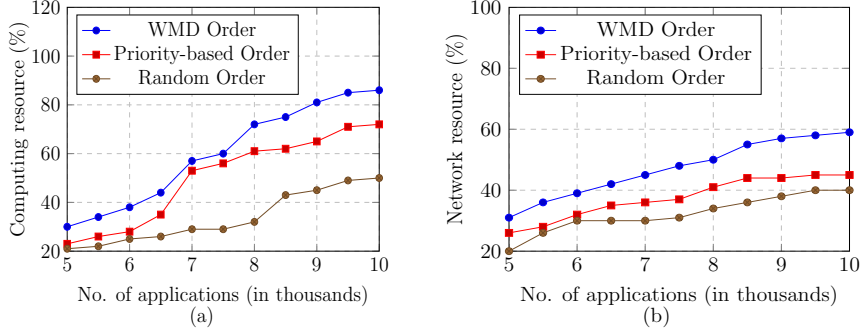 120
100
80
60
40
20
Computing resource (%)
WMD Order
Priority-based Order
Random Order
5 6 7 8 9 10
No. of applications (in thousands)
(a)
100
80
60
40
20
Network resource (%)
WMD Order
Priority-based Order
Random Order
5 6 7 8 9 10
No. of applications (in thousands)
(b)